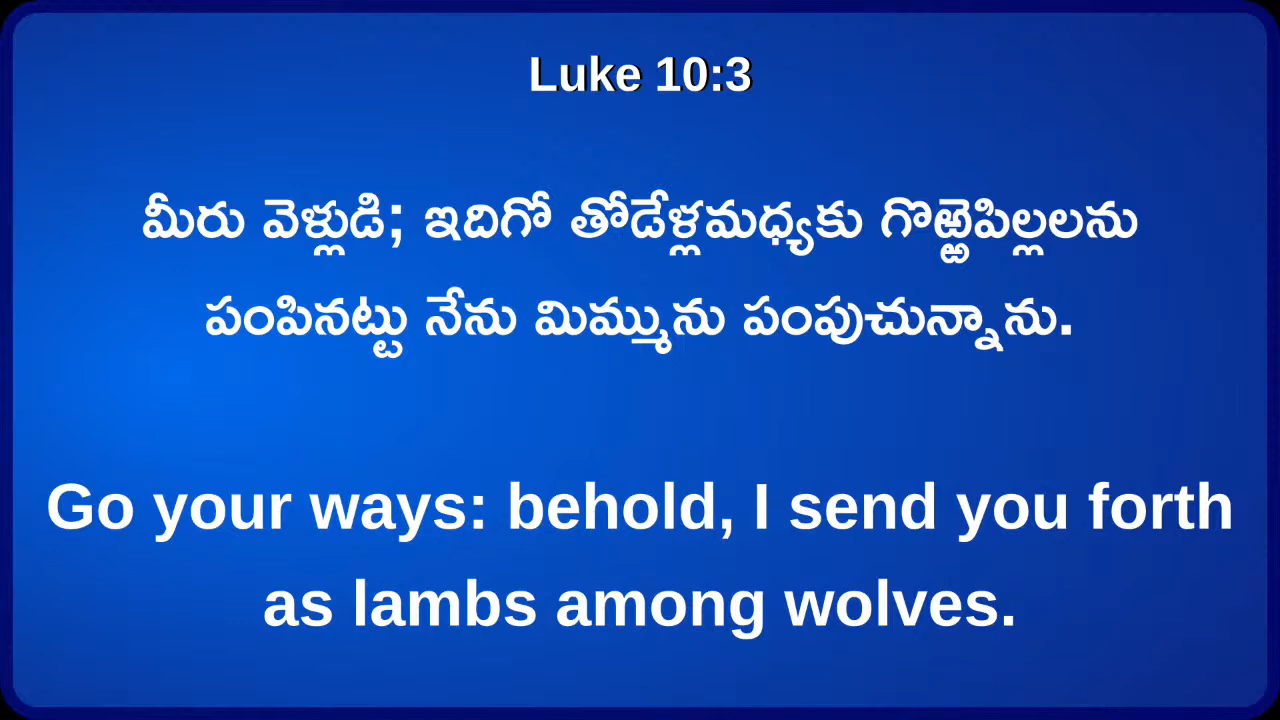 Luke 10:3
మీరు వెళ్లుడి; ఇదిగో తోడేళ్లమధ్యకు గొఱ్ఱెపిల్లలను
పంపినట్టు నేను మిమ్మును పంపుచున్నాను.
Go your ways: behold, I send you forth
as lambs among wolves.